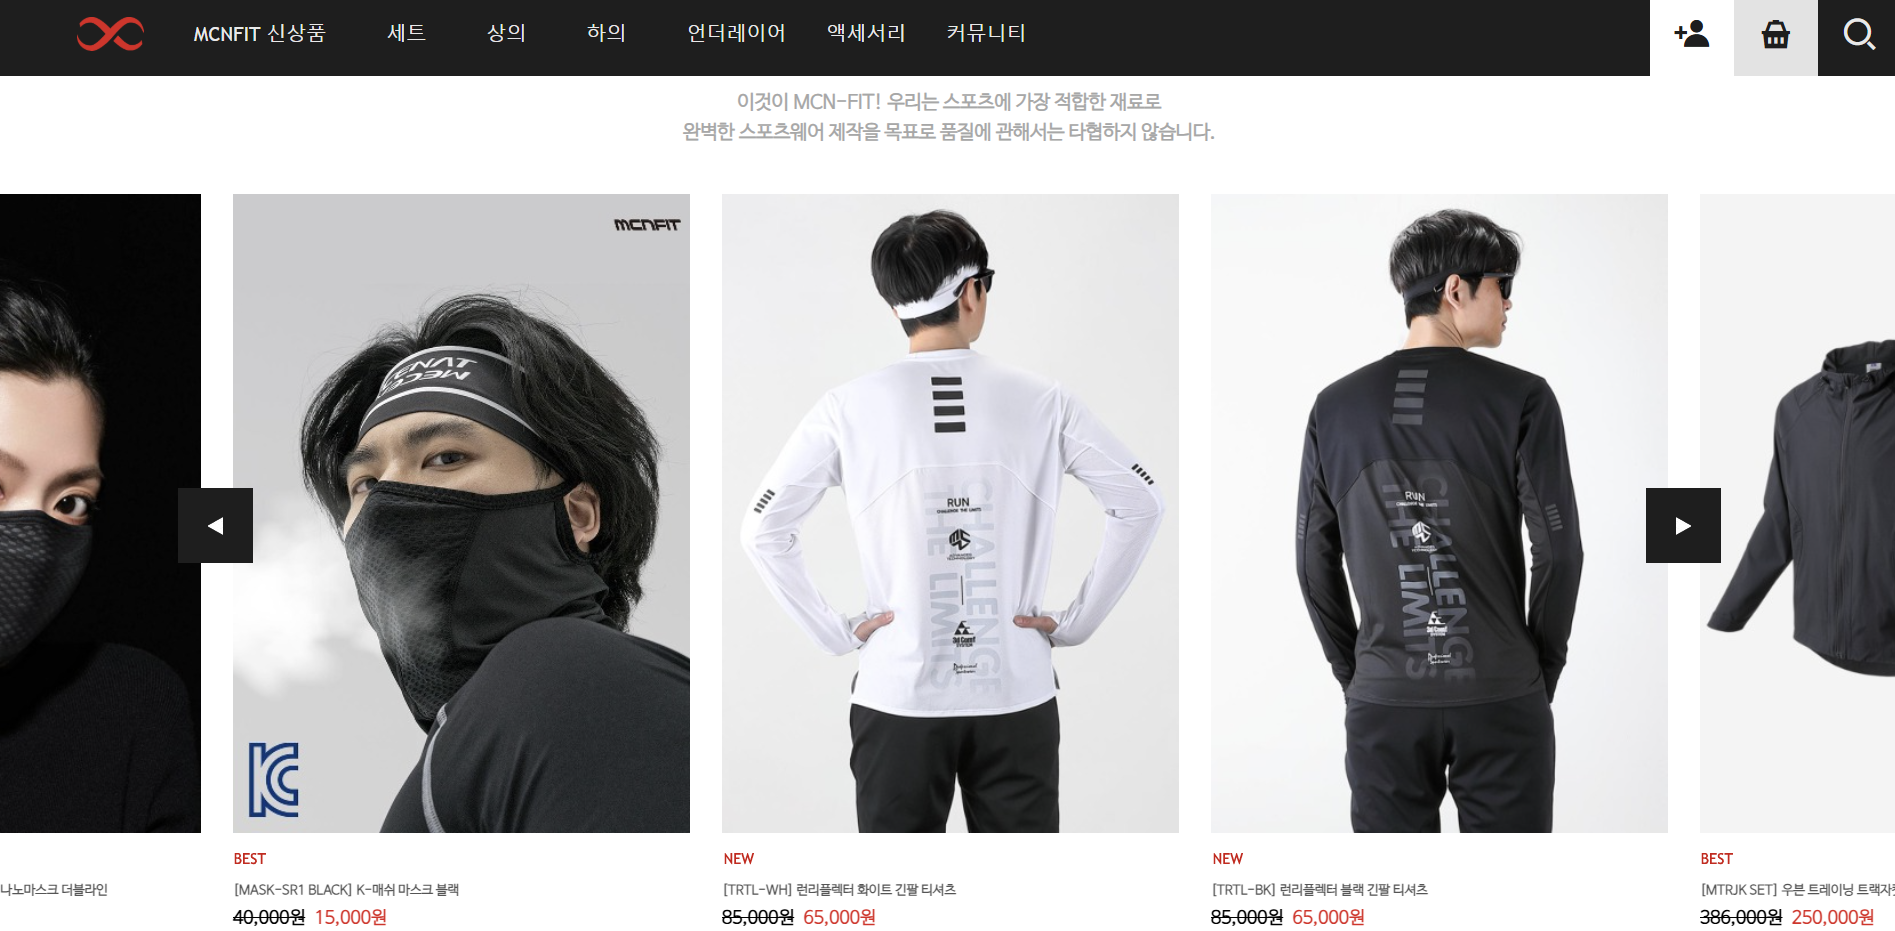 MCNFIT 신상품 세트 상의 하의 언더레이어 액세서리 커뮤니티
이것이 MCN-FIT! 우리는 스포츠에 가장 적합한 재료로
완벽한 스포츠웨어 제작을 목표로 품질에 관해서는 타협하지 않습니다.
MCNFIT
RUN
CHALLENGE THE LIMITS
CHALLENGE
THE LIMITS
RUN
CHALLENGE THE LIMITS
CHALLENGE
THE LIMITS
KC
BEST
NEW
NEW
BEST
나노마스크 더블라인
[MASK-SR1 BLACK] K-매쉬 마스크 블랙
[TRTL-WH] 런리플렉터 화이트 긴팔 티셔츠
[TRTL-BK] 런리플렉터 블랙 긴팔 티셔츠
[MTRJK SET] 우븐 트레이닝 트랙자
40,000원 15,000원
85,000원 65,000원
85,000원 65,000원
386,000원 250,000원